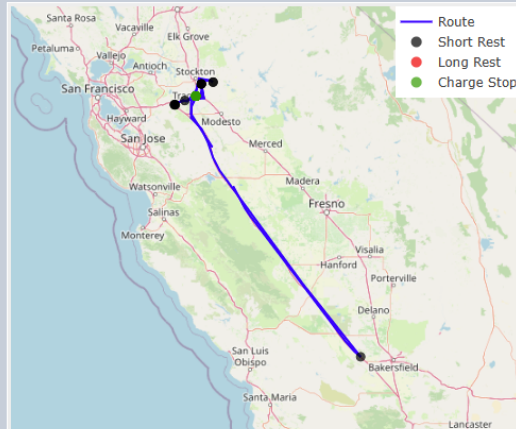 Santa Rosa
Vacaville
Elk Grove
Petaluma
Vallejo
Antioch
Stockton
San Francisco
Tra
Hayward
Modesto
San Jose
Merced
Watsonville
Madera
Salinas
Fresno
Monterey
Visalia
Hanford
Porterville
Delano
San Luis
Obispo
Bakersfield
Santa Maria
Lancaster
Route
Short Rest
Long Rest
Charge Stop